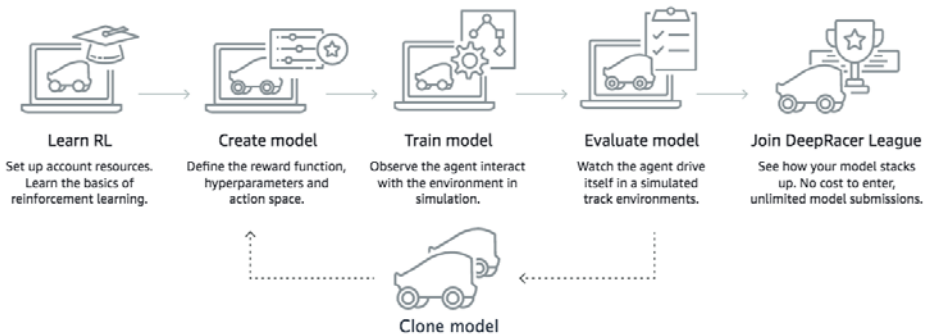 Learn RL
Set up account resources.
Learn the basics of
reinforcement learning.
Create model
Define the reward function,
hyperparameters and
action space.
Train model
Observe the agent interact
with the environment in
simulation.
Evaluate model
Watch the agent drive
itself in a simulated
track environments.
Join DeepRacer League
See how your model stacks
up. No cost to enter,
unlimited model submissions.
Clone model